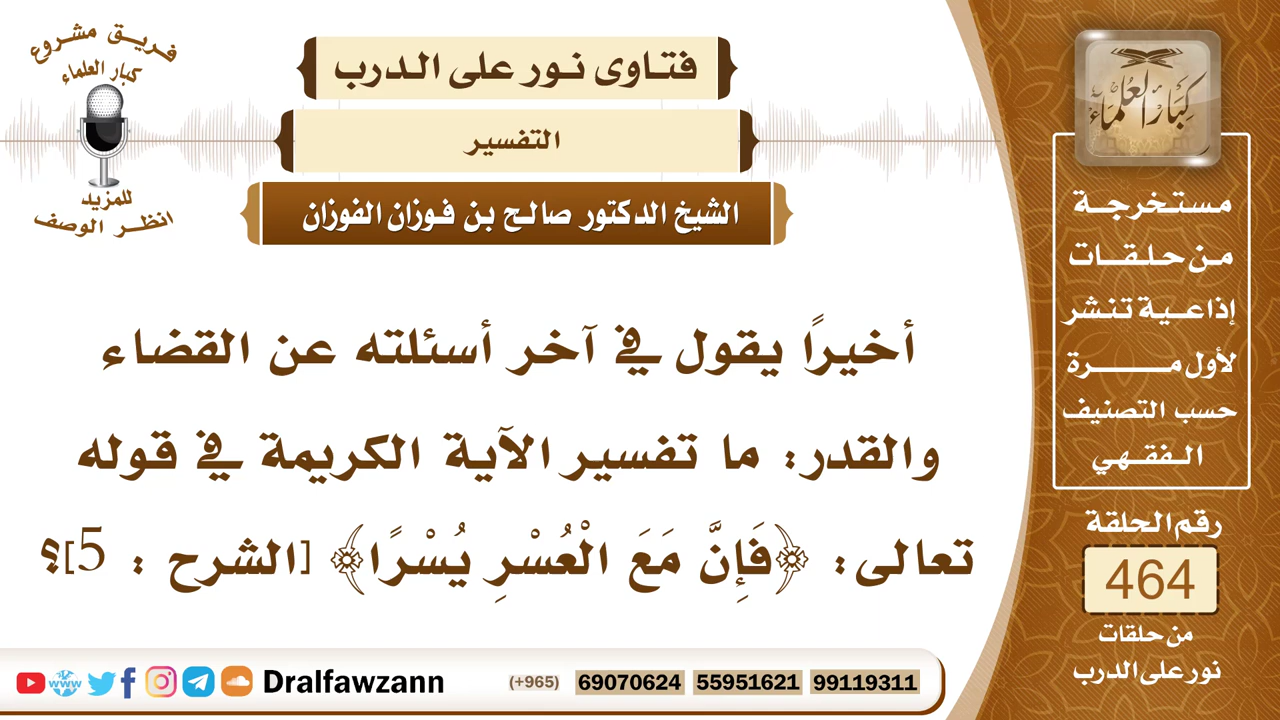 فريق مشروع
كبار العلماء
للمزيد
انظر الوصف
فتاوى نور على الدرب
التفسير
الشيخ الدكتور صالح بن فوزان الفوزان
أخيرًا يقول في آخر أسئلته عن القضاء
والقدر: ما تفسير الآية الكريمة في قوله
تعالى: ﴿فَإِنَّ مَعَ الْعُسْرِ يُسْرًا﴾ [الشرح : 5]؟
كبار العلماء
مستخرجة
من حلقات
إذاعية تنشر
لأول مرة
حسب التصنيف
الفقهي
رقم الحلقة
464
من حلقات
نور على الدرب
www Dralfawzann (+965) 69070624 55951621 99119311